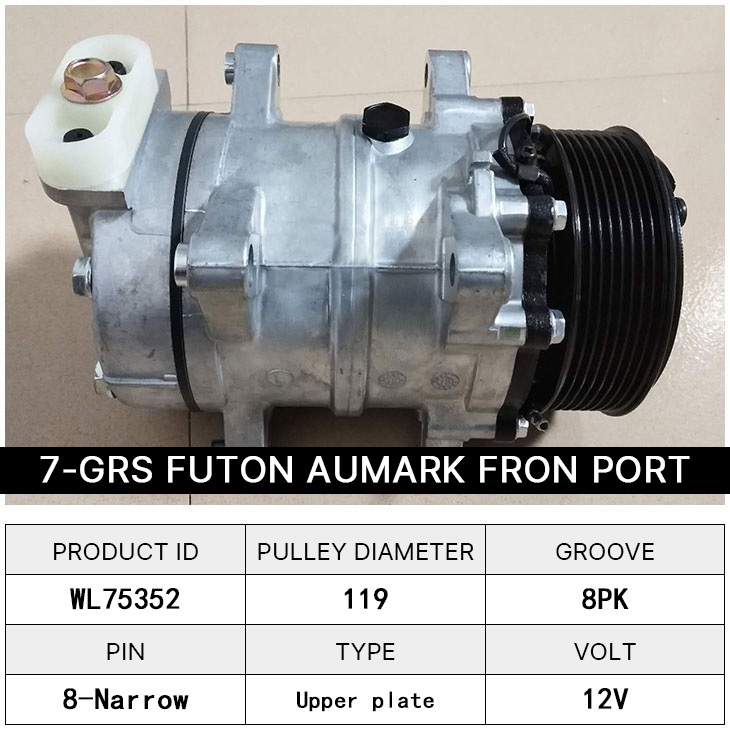 7-GRS FUTON AUMARK FRON PORT
PRODUCT ID PULLEY DIAMETER GROOVE
WL75352 119 8PK
PIN TYPE VOLT
8-Narrow Upper plate 12V